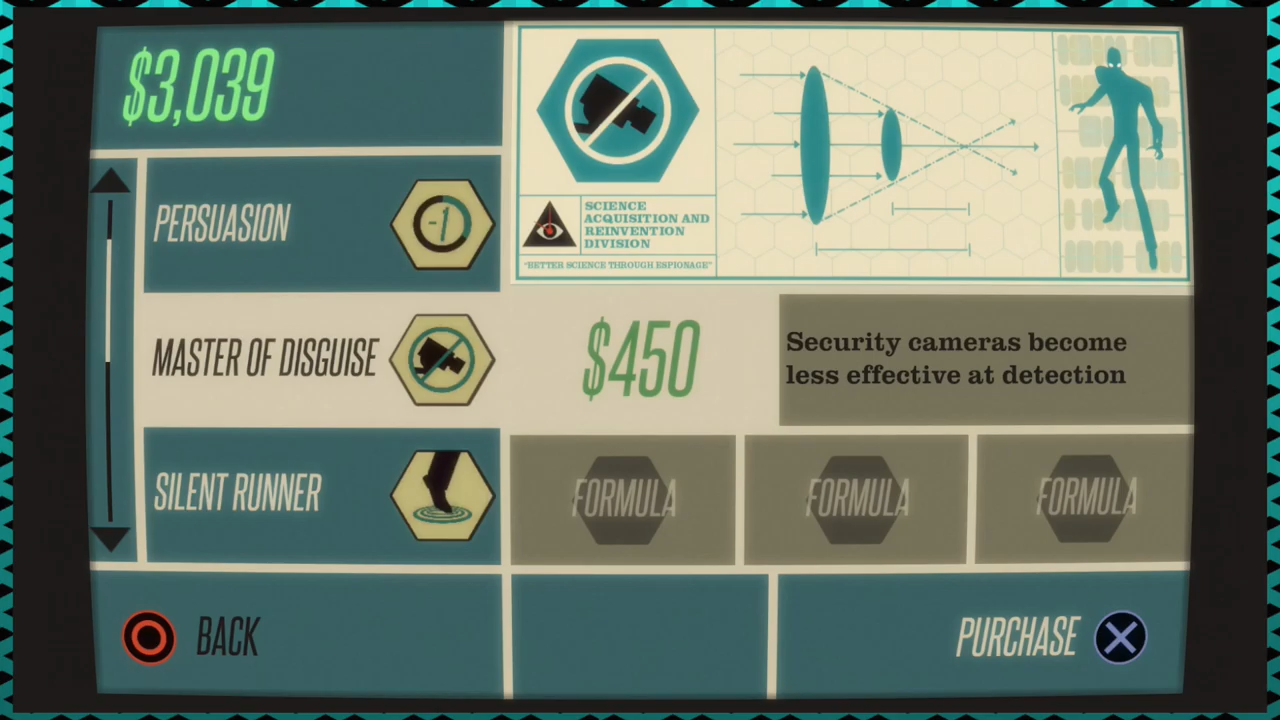 $3,039
PERSUASION
-1
MASTER OF DISGUISE
SILENT RUNNER
SCIENCE
ACQUISITION AND
REINVENTION
DIVISION
"BETTER SCIENCE THROUGH ESPIONAGE"
$450
Security cameras become
less effective at detection
FORMULA
FORMULA
FORMULA
BACK
PURCHASE